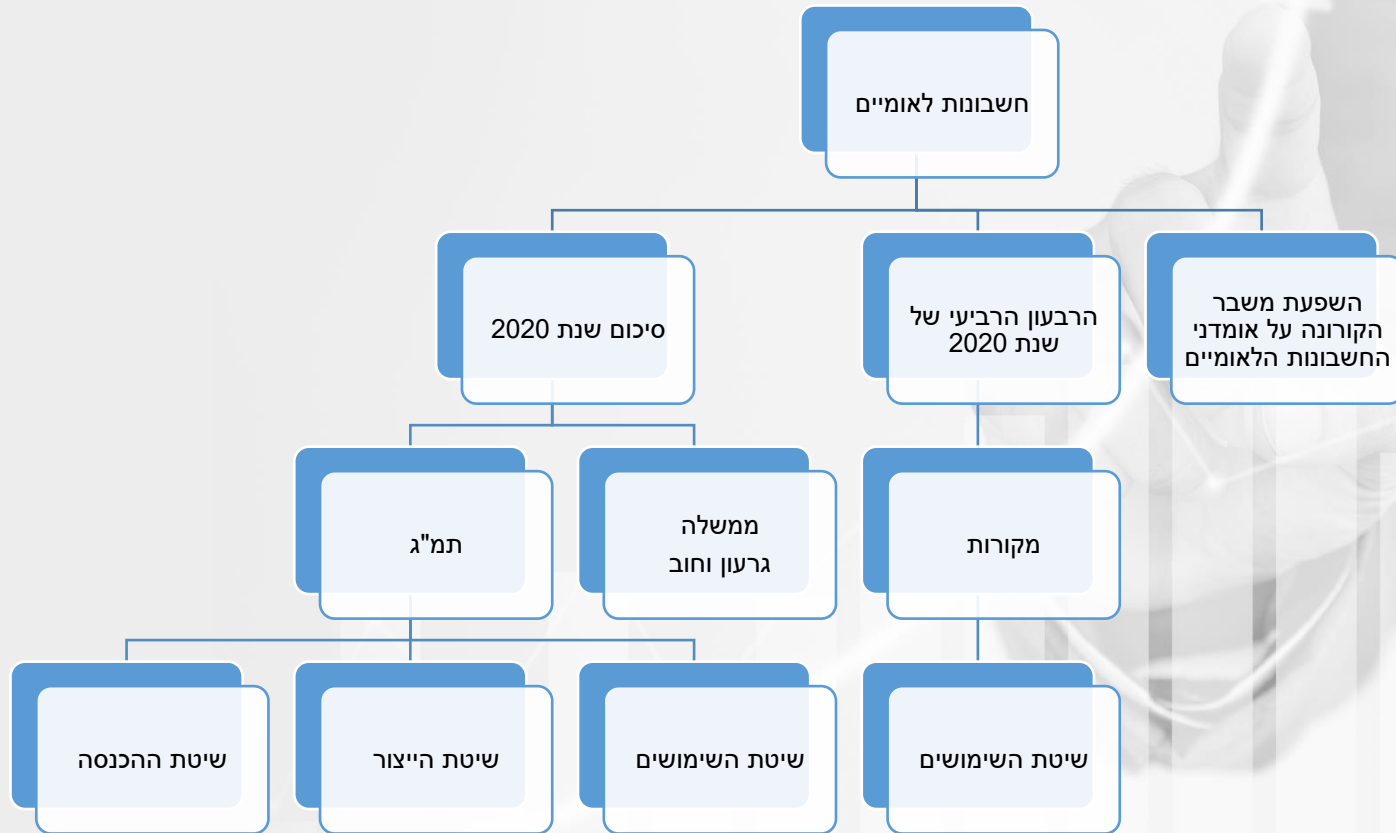 חשבונות לאומיים
השפעת משבר
הקורונה על אומדני
החשבונות הלאומיים
הרבעון הרביעי של
שנת 2020
סיכום שנת 2020
מקורות
ממשלה
גרעון וחוב
תמ"ג
שיטת השימושים
שיטת השימושים
שיטת הייצור
שיטת ההכנסה